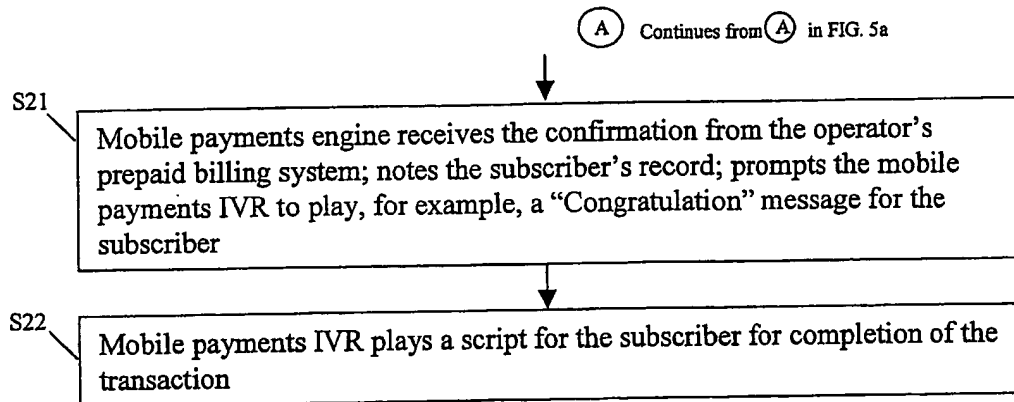 A Continues from A in FIG. 5a
S21
Mobile payments engine receives the confirmation from the operator's
prepaid billing system; notes the subscriber's record; prompts the mobile
payments IVR to play, for example, a “Congratulation” message for the
subscriber
S22
Mobile payments IVR plays a script for the subscriber for completion of the
transaction